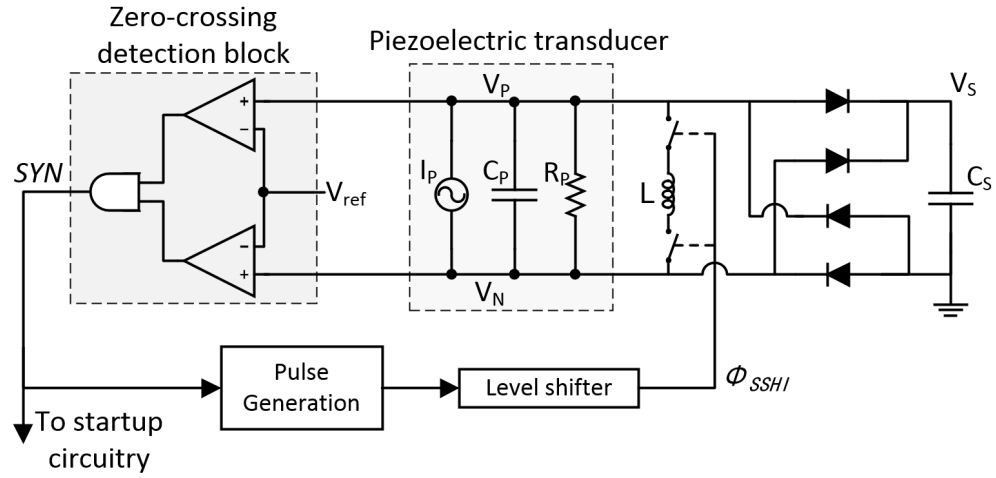 Zero-crossing
detection block
Piezoelectric transducer
V_P
V_S
+
−
SYN
V_ref
I_P
C_P
R_P
L
C_S
−
+
V_N
Pulse
Generation
Level shifter
Φ_SSHI
To startup
circuitry